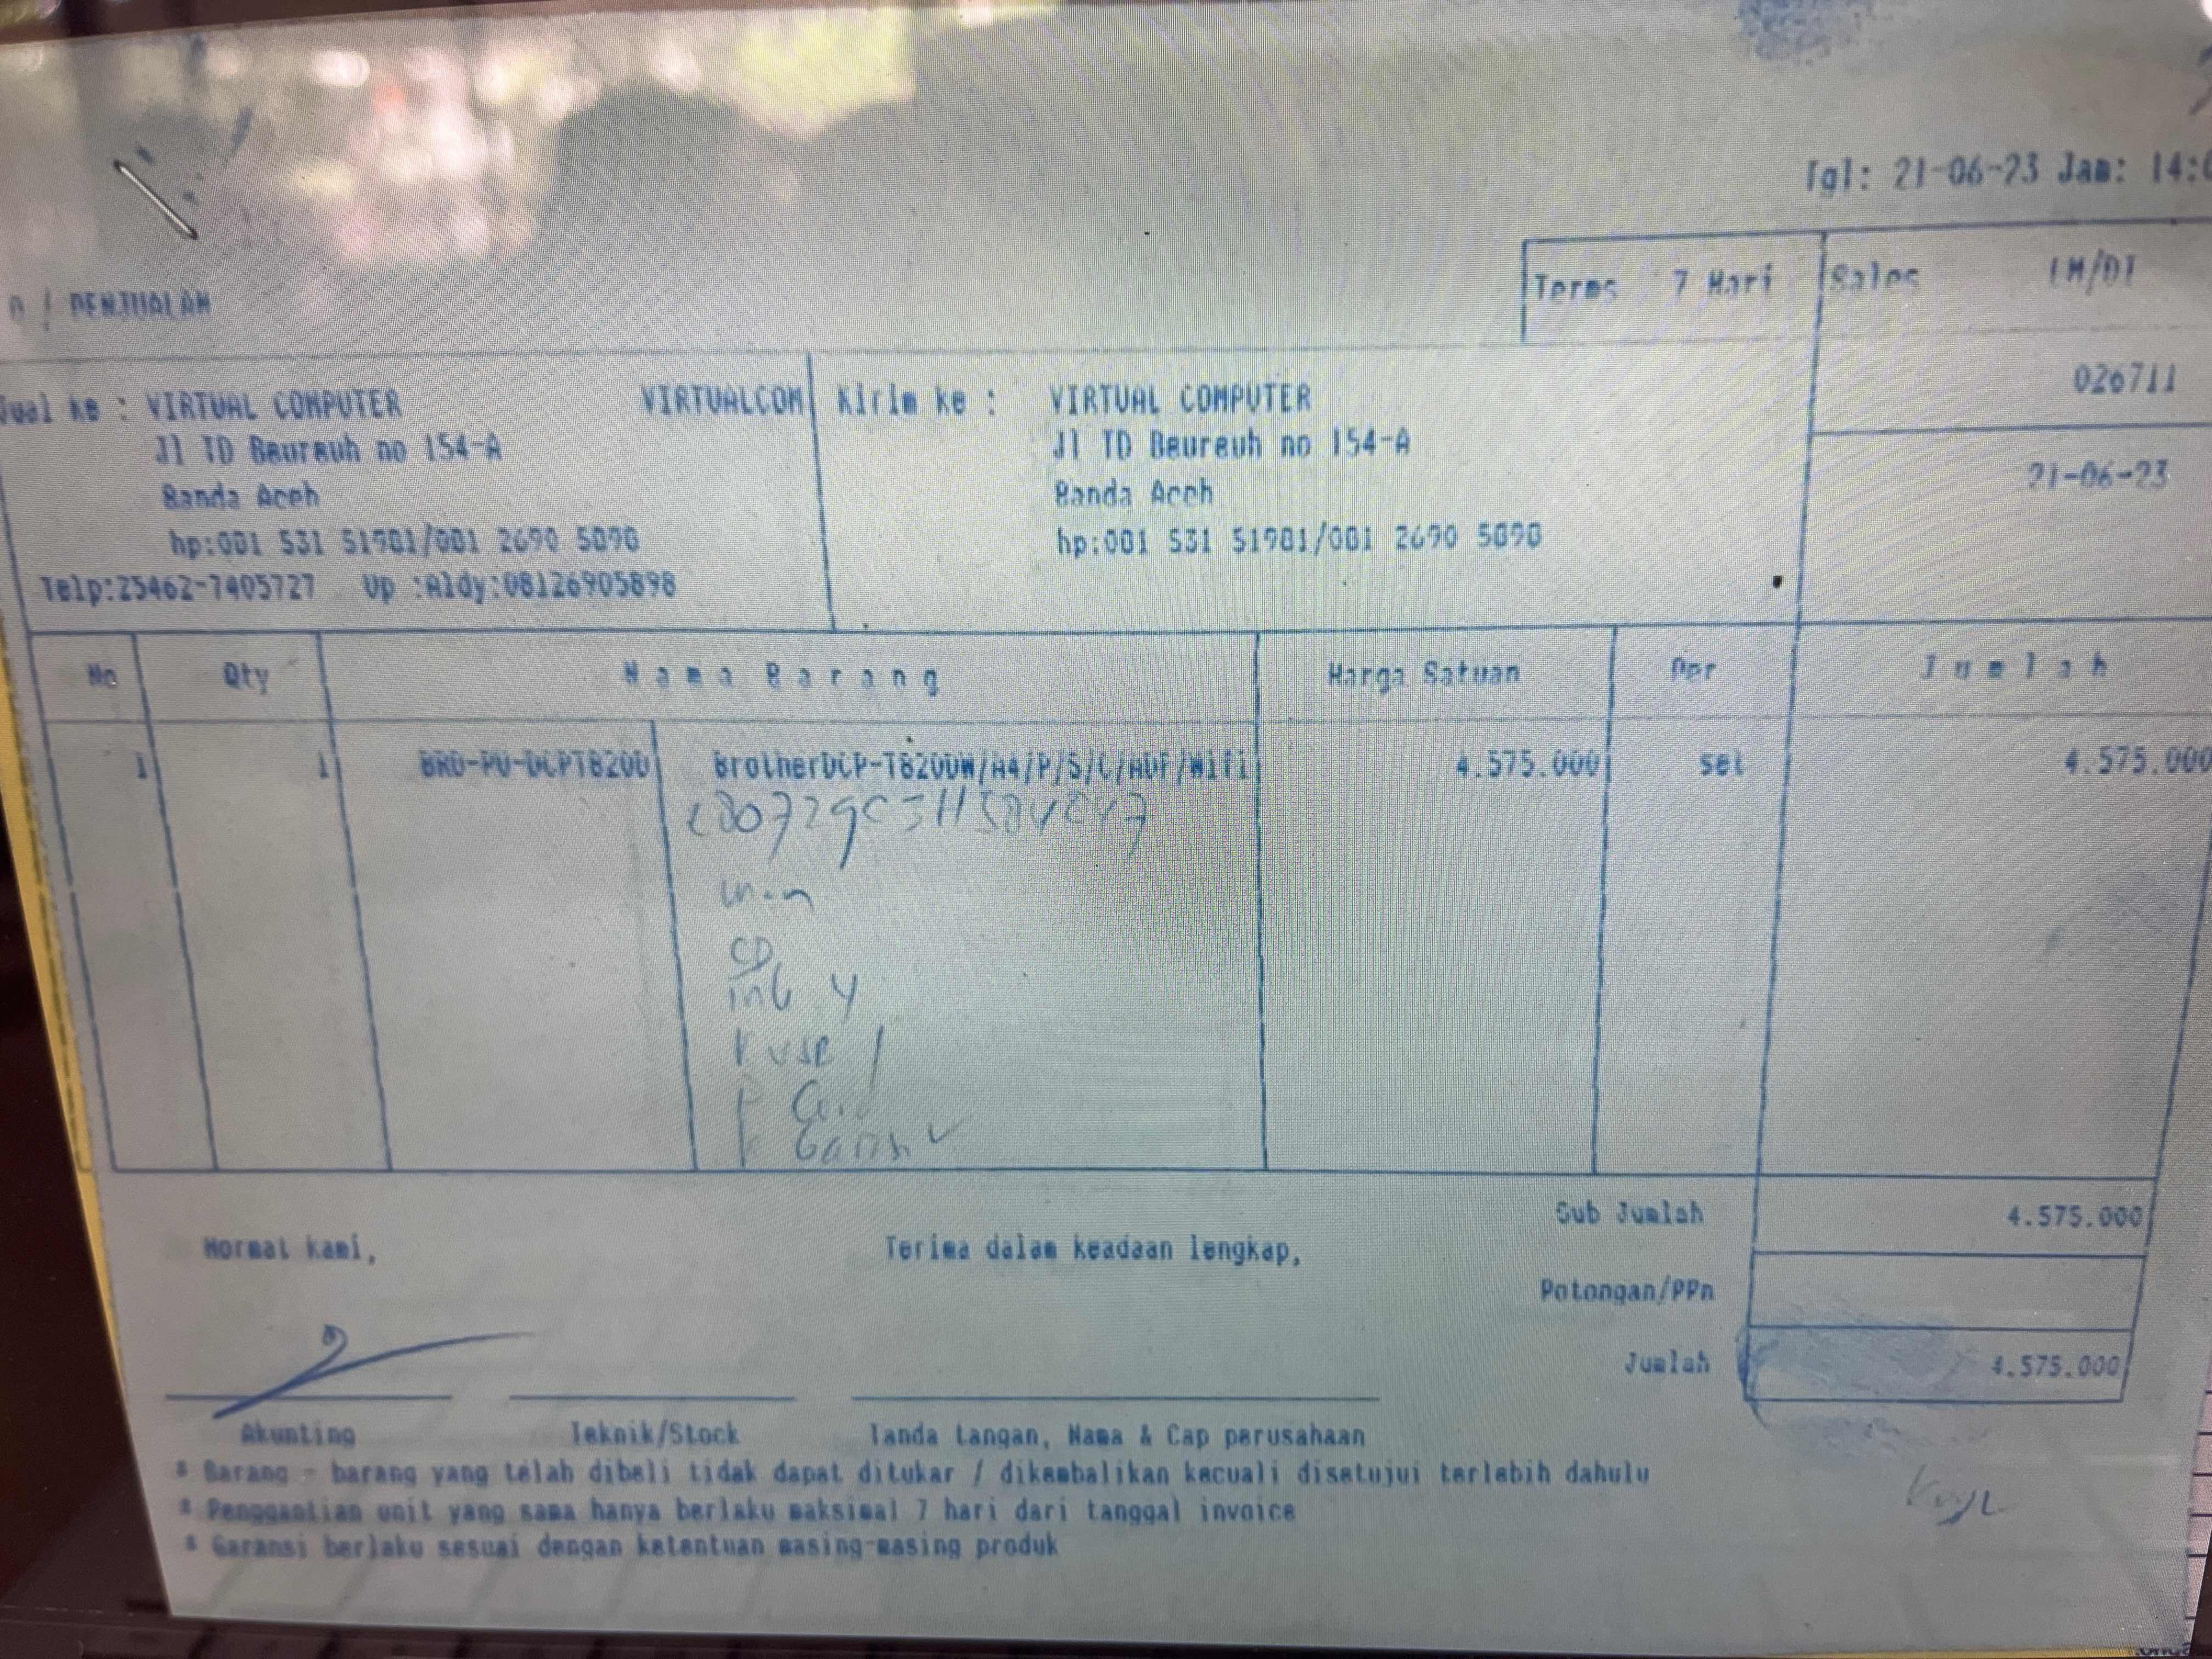 Tgl: 21-06-23 Jam: 14:
PENJUALAN
Terms 7 Hari Sales
026711
21-06-23
Jual ke : VIRTUAL COMPUTER VIRTUALCOM
Jl TD Beureuh no 154-A
Banda Aceh
hp:081 531 51981/081 2690 5898
Telp:25462-7405727 Up :Aldy:08126905898
Kirim ke : VIRTUAL COMPUTER
Jl TD Beureuh no 154-A
Banda Aceh
hp:081 531 51981/081 2690 5898
No Qty Nama Barang Harga Satuan Per Jumlah
1 1 BRO-PU-DCPT820D BrotherDCP-T820DW/A4/P/S/C/ADF/Wifi 4.575.000 set 4.575.000
CD
Sub Jumlah 4.575.000
Potongan/PPn
Jumlah 4.575.000
Hormat kami, Terima dalam keadaan lengkap,
Akunting Teknik/Stock Tanda tangan, Nama & Cap perusahaan
* Barang - barang yang telah dibeli tidak dapat ditukar / dikembalikan kecuali disetujui terlebih dahulu
* Penggantian unit yang sama hanya berlaku maksimal 7 hari dari tanggal invoice
* Garansi berlaku sesuai dengan ketentuan masing-masing produk